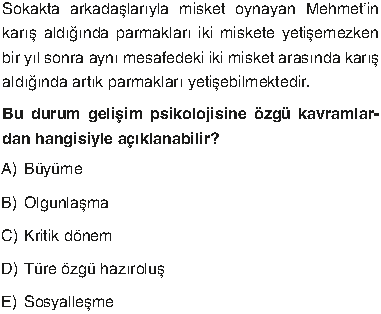 Sokakta arkadaşlarıyla misket oynayan Mehmet'in
karış aldığında parmakları iki miskete yetişemezken
bir yıl sonra aynı mesafedeki iki misket arasında karış
aldığında artık parmakları yetişebilmektedir.
Bu durum gelişim psikolojisine özgü kavramlar-
dan hangisiyle açıklanabilir?
A) Büyüme
B) Olgunlaşma
C) Kritik dönem
D) Türe özgü hazıroluş
E) Sosyalleşme